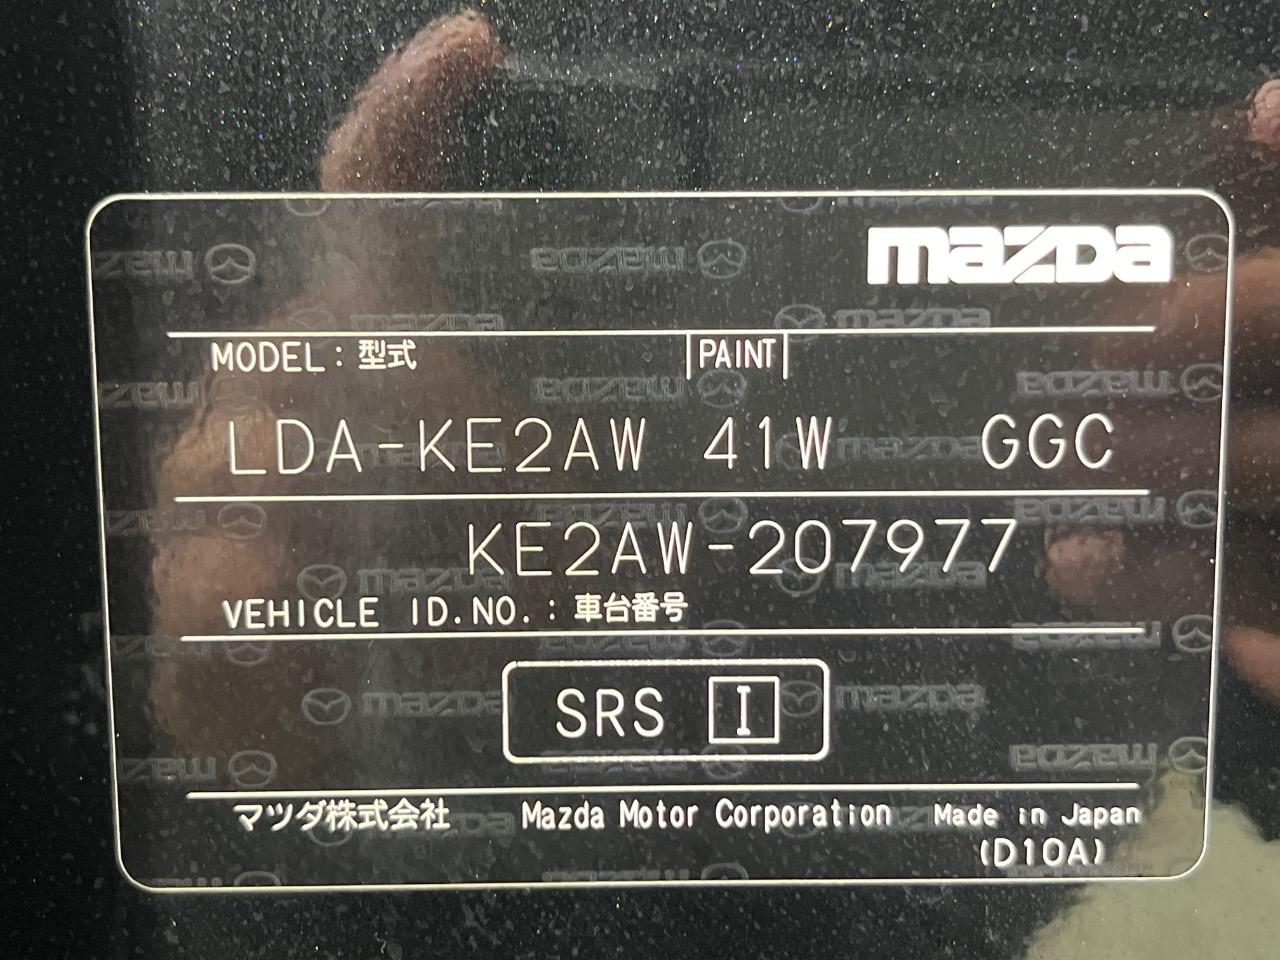 mazda
MODEL : 型式 PAINT
LDA-KE2AW 41W GGC
KE2AW-207977
VEHICLE ID.NO. : 車台番号
SRS I
マツダ株式会社 Mazda Motor Corporation Made in Japan
(D10A)